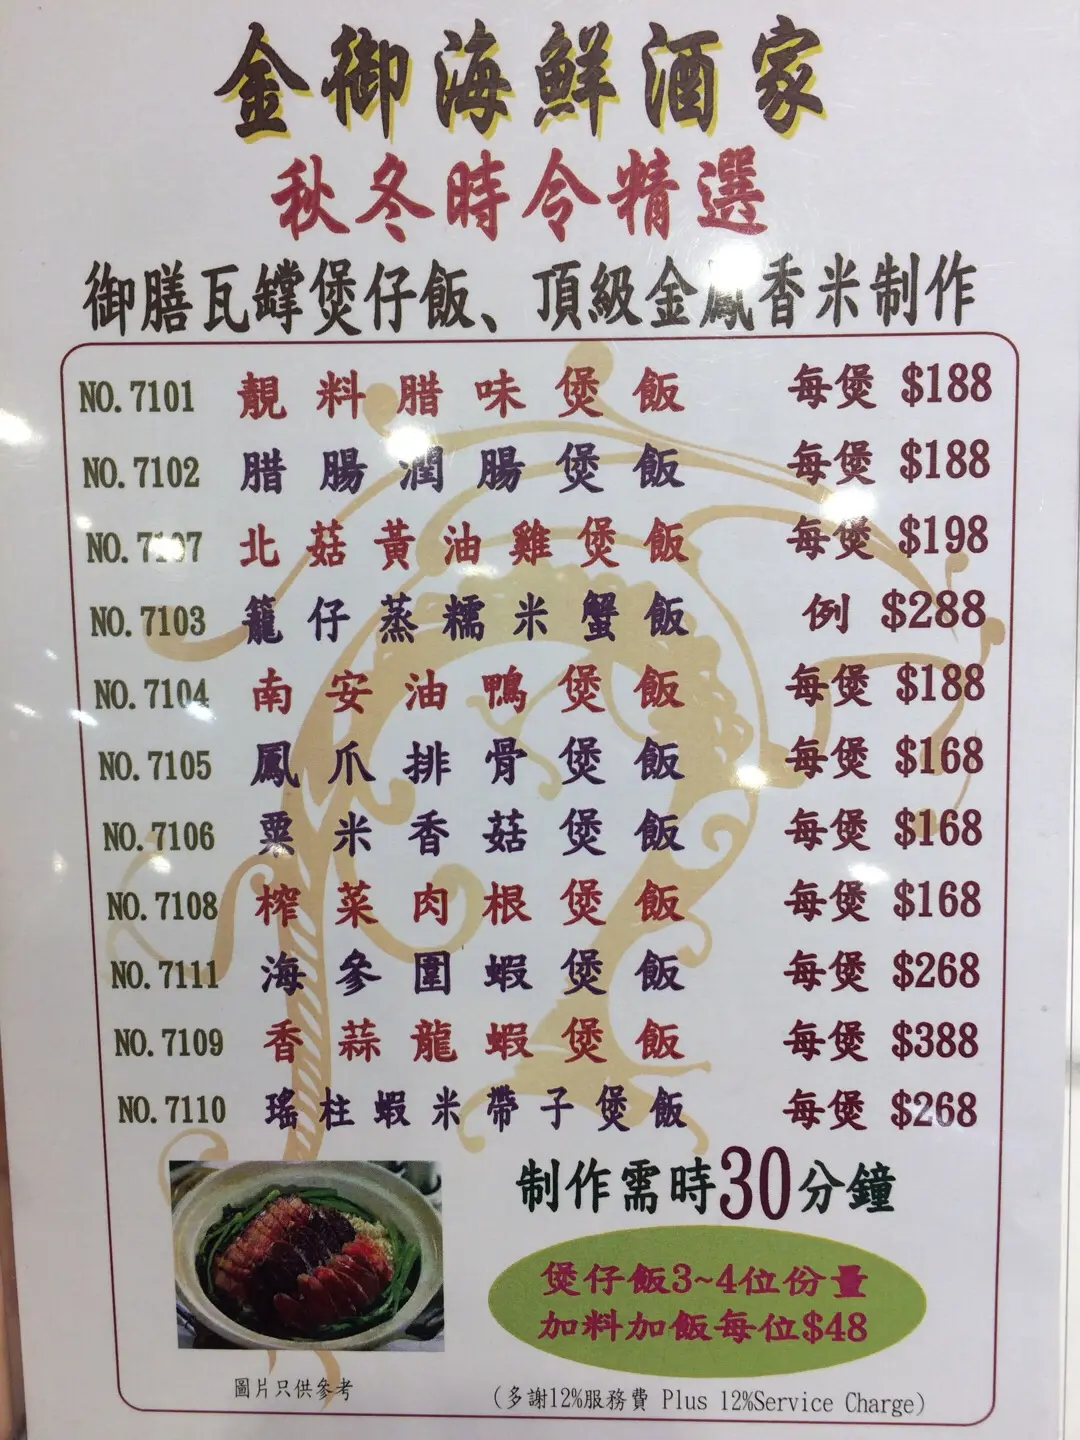 金御海鮮酒家
秋冬時令精選
御膳瓦罉煲仔飯、頂級金鳳香米制作
NO. 7101 靚料腊味煲飯 每煲 $188
NO. 7102 腊腸潤腸煲飯 每煲 $188
NO. 7107 北菇黃油雞煲飯 每煲 $198
NO. 7103 籠仔蒸糯米蟹飯 例 $288
NO. 7104 南安油鴨煲飯 每煲 $188
NO. 7105 鳳爪排骨煲飯 每煲 $168
NO. 7106 粟米香菇煲飯 每煲 $168
NO. 7108 榨菜肉根煲飯 每煲 $168
NO. 7111 海參圍蝦煲飯 每煲 $268
NO. 7109 香蒜龍蝦煲飯 每煲 $388
NO. 7110 瑤柱蝦米帶子煲飯 每煲 $268
制作需時30分鐘
煲仔飯3~4位份量
加料加飯每位$48
圖片只供參考
(多謝12%服務費 Plus 12%Service Charge)